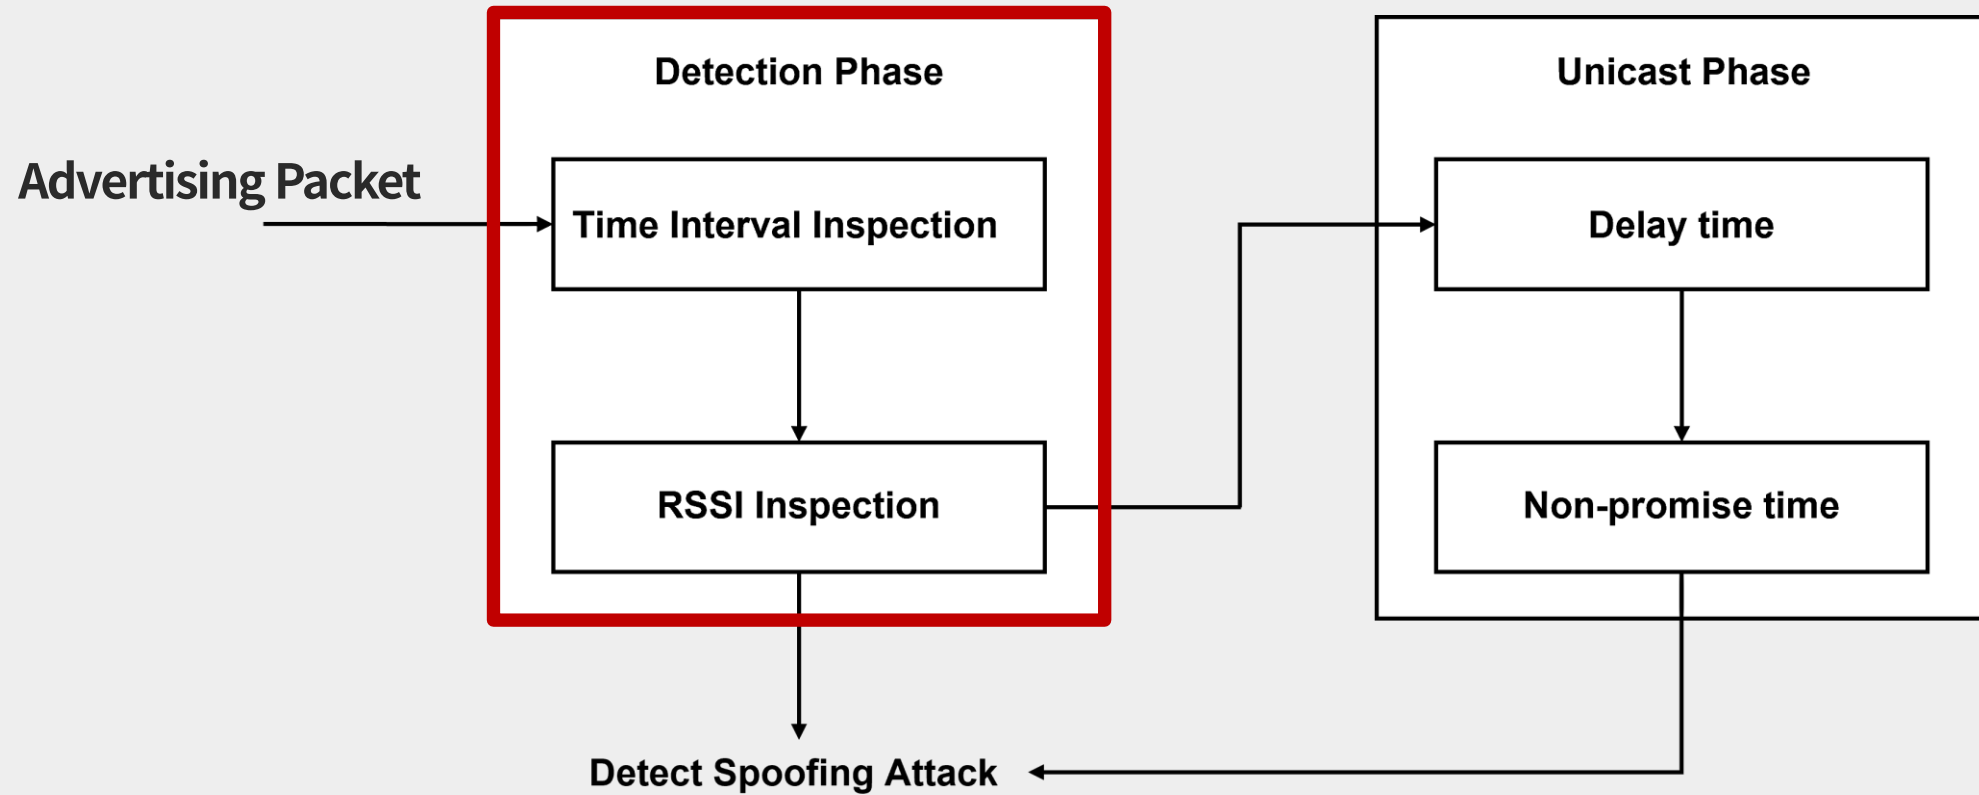 Advertising Packet
Detection Phase
Time Interval Inspection
RSSI Inspection
Unicast Phase
Delay time
Non-promise time
Detect Spoofing Attack